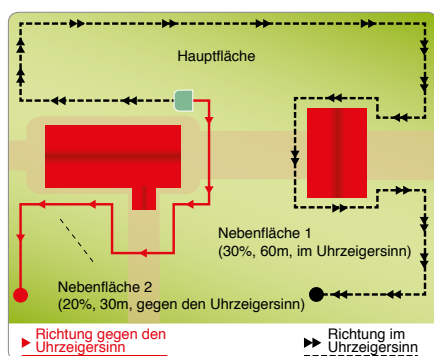 Hauptfläche
Nebenfläche 1
(30%, 60m, im Uhrzeigersinn)
Nebenfläche 2
(20%, 30m, gegen den Uhrzeigersinn)
Richtung gegen den
Uhrzeigersinn
Richtung im
Uhrzeigersinn